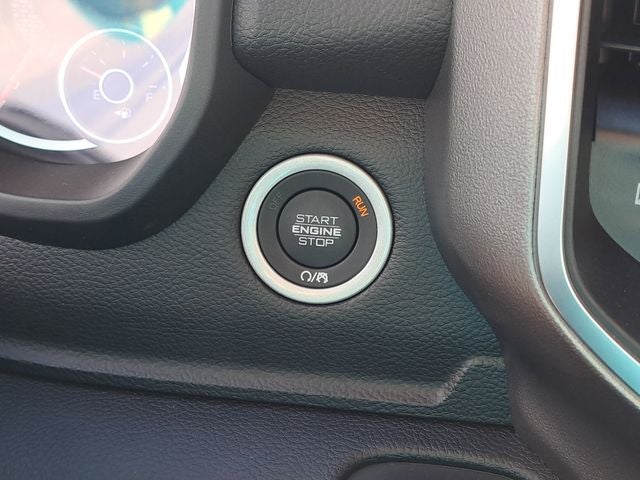 E F
OFF
RUN
START
ENGINE
STOP